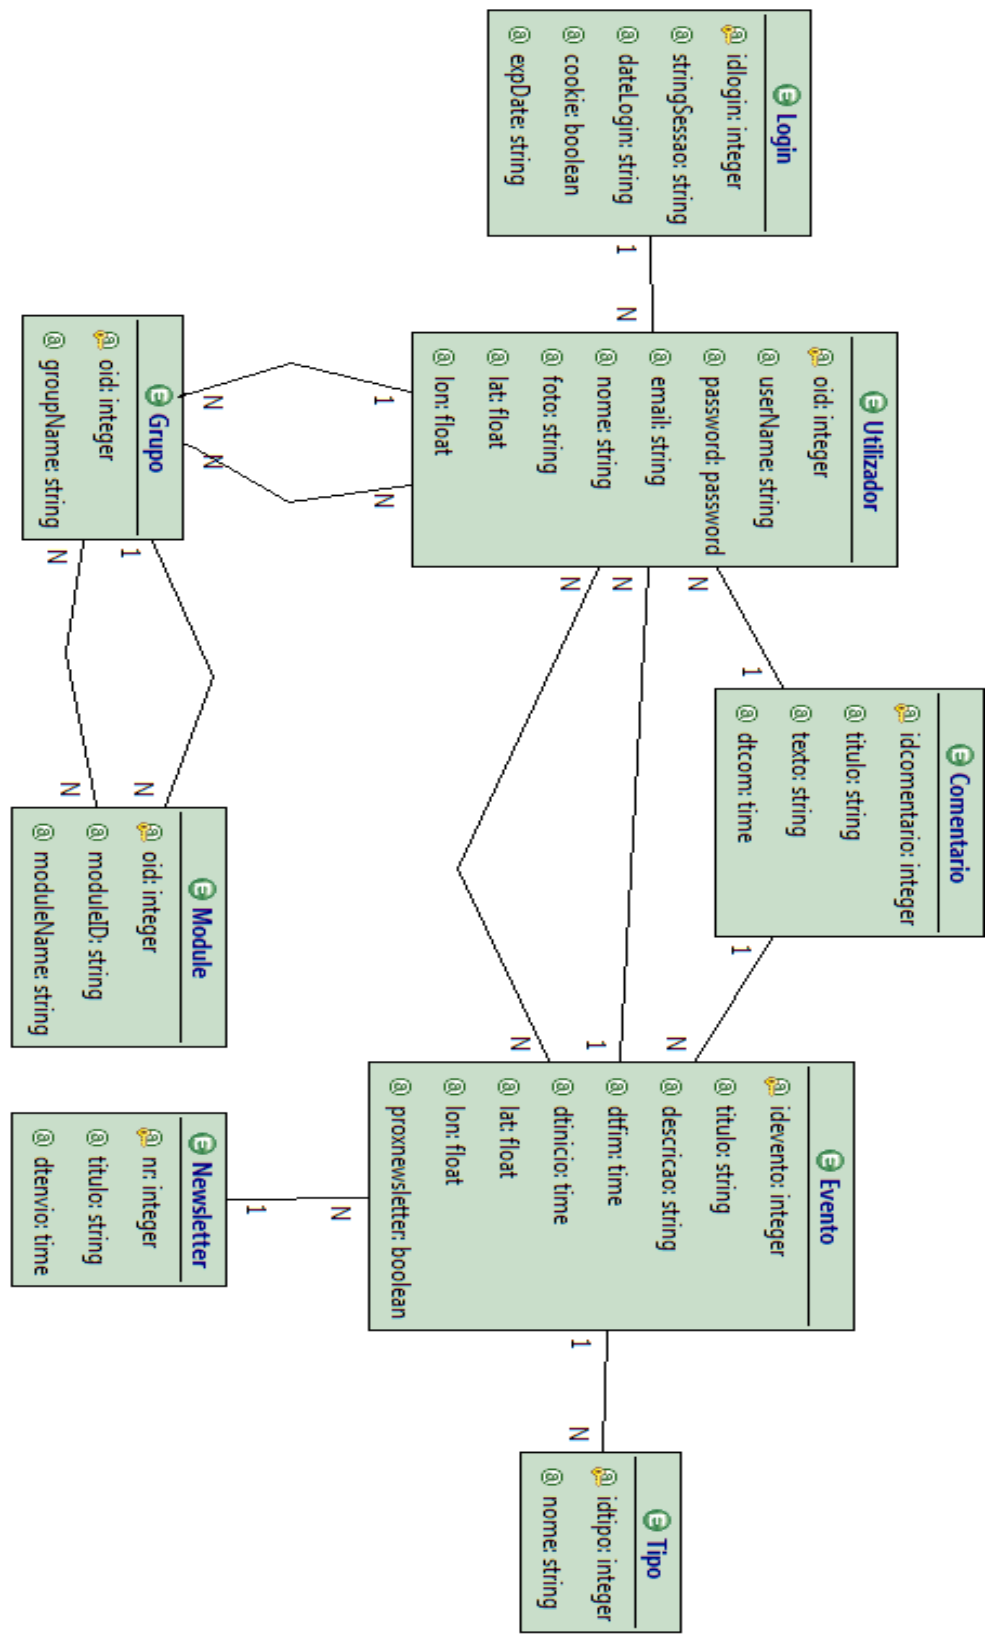 Login
idlogin: integer
stringSessao: string
dateLogin: string
cookie: boolean
expDate: string
1
N
Utilizador
oid: integer
userName: string
password: password
email: string
nome: string
foto: string
lat: float
lon: float
N
N
N
1
N
Comentario
idcomentario: integer
titulo: string
texto: string
dtcom: time
1
1
Evento
idevento: integer
titulo: string
descricao: string
dtfim: time
dtinicio: time
lat: float
lon: float
proxnewsletter: boolean
N
1
N
1
N
Tipo
idtipo: integer
nome: string
N
N
N
Grupo
oid: integer
groupName: string
1
N
Module
oid: integer
moduleID: string
moduleName: string
N
N
1
Newsletter
nr: integer
titulo: string
dtenvio: time